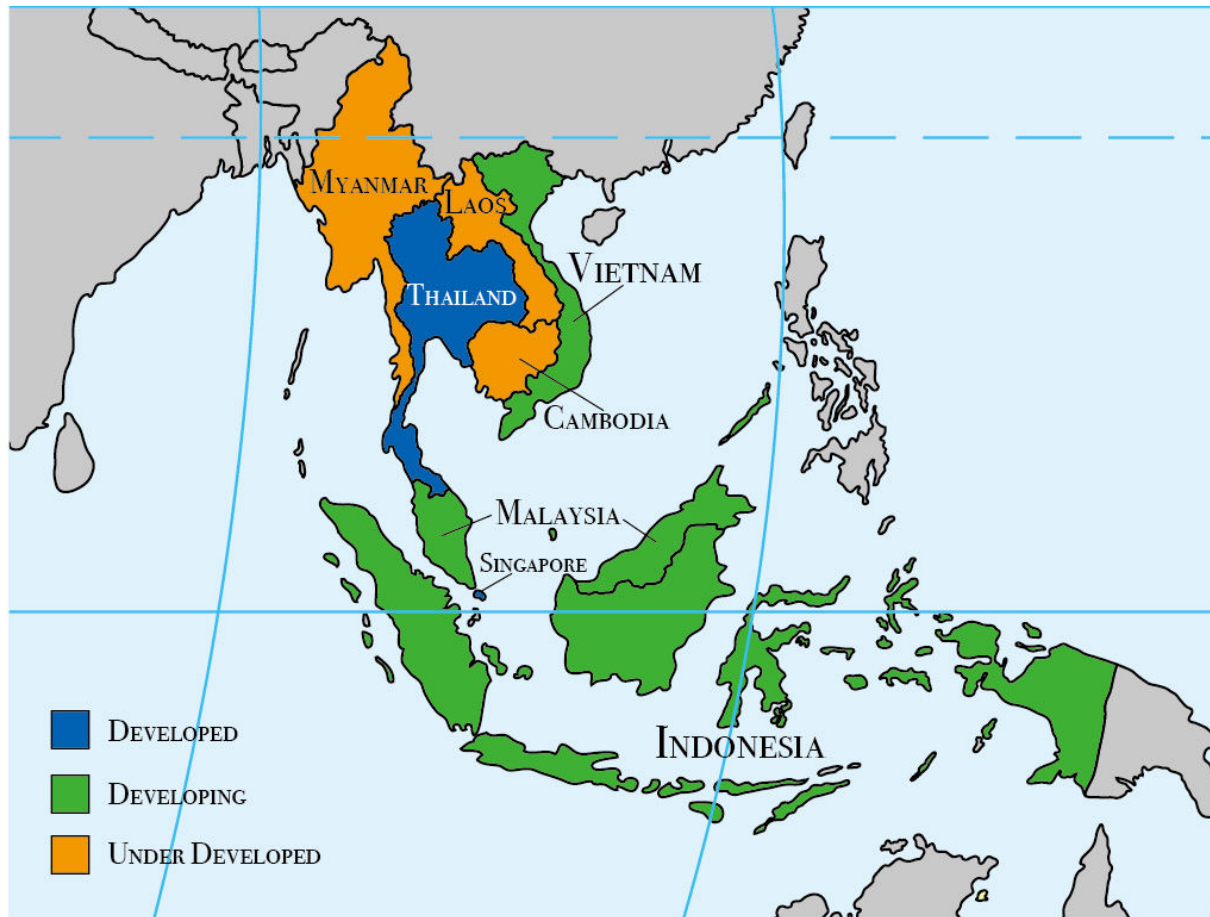 Myanmar
Laos
Vietnam
Thailand
Cambodia
Malaysia
Singapore
Indonesia
Developed
Developing
Under Developed